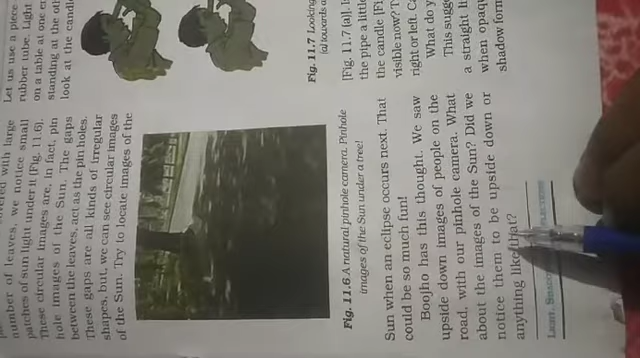 number of leaves, we notice small
patches of sun light under it (Fig. 11.6).
These circular images are, in fact, pin
hole images of the Sun. The gaps
between the leaves, act as the pin holes.
These gaps are all kinds of irregular
shapes, but, we can see circular images
of the Sun. Try to locate images of the
Fig. 11.6 A natural pinhole camera. Pinhole
images of the Sun under a tree!
Sun when an eclipse occurs next. That
could be so much fun!
Boojho has this thought. We saw
upside down images of people on the
road, with our pinhole camera. What
about the images of the Sun? Did we
notice them to be upside down or
anything like that?
Let us use a piece
rubber tube. Light
on a table at one
standing at the
look at the
Fig. 11.7 Looking
(a) towards
[Fig. 11.7 (a)].
the pipe a little
the candle
visible now?
right or left.
What do y
This sugge
a straight li
when opaq
shadow form